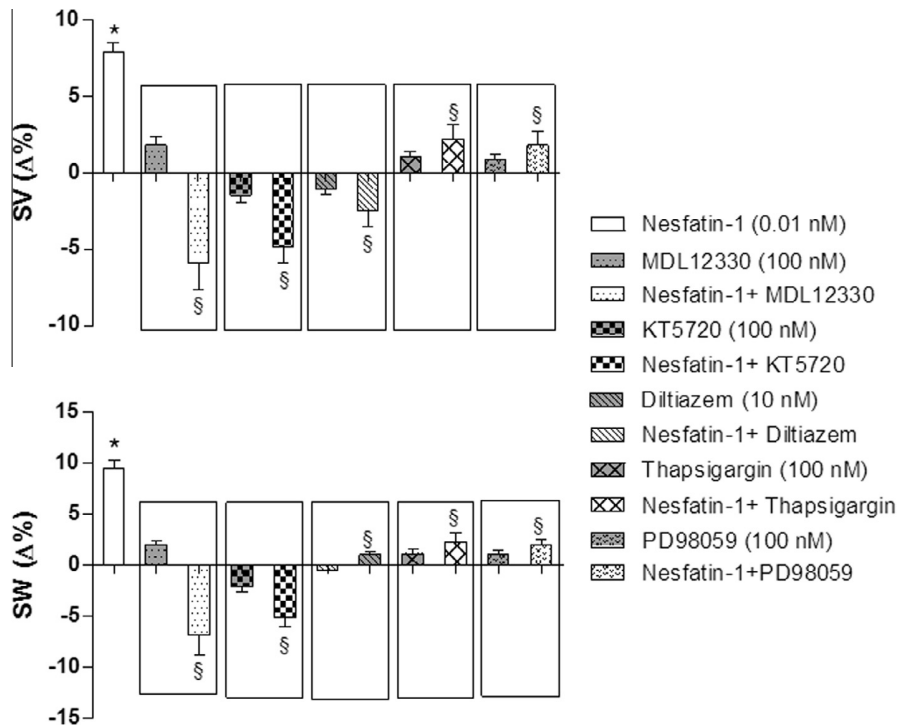 10
*
5
§
§
0
-5
§
§
§
-10
SV (Δ%)
15
*
10
5
§
§
§
0
-5
§
§
-10
-15
SW (Δ%)
Nesfatin-1 (0.01 nM)
MDL12330 (100 nM)
Nesfatin-1+ MDL12330
KT5720 (100 nM)
Nesfatin-1+ KT5720
Diltiazem (10 nM)
Nesfatin-1+ Diltiazem
Thapsigargin (100 nM)
Nesfatin-1+ Thapsigargin
PD98059 (100 nM)
Nesfatin-1+PD98059